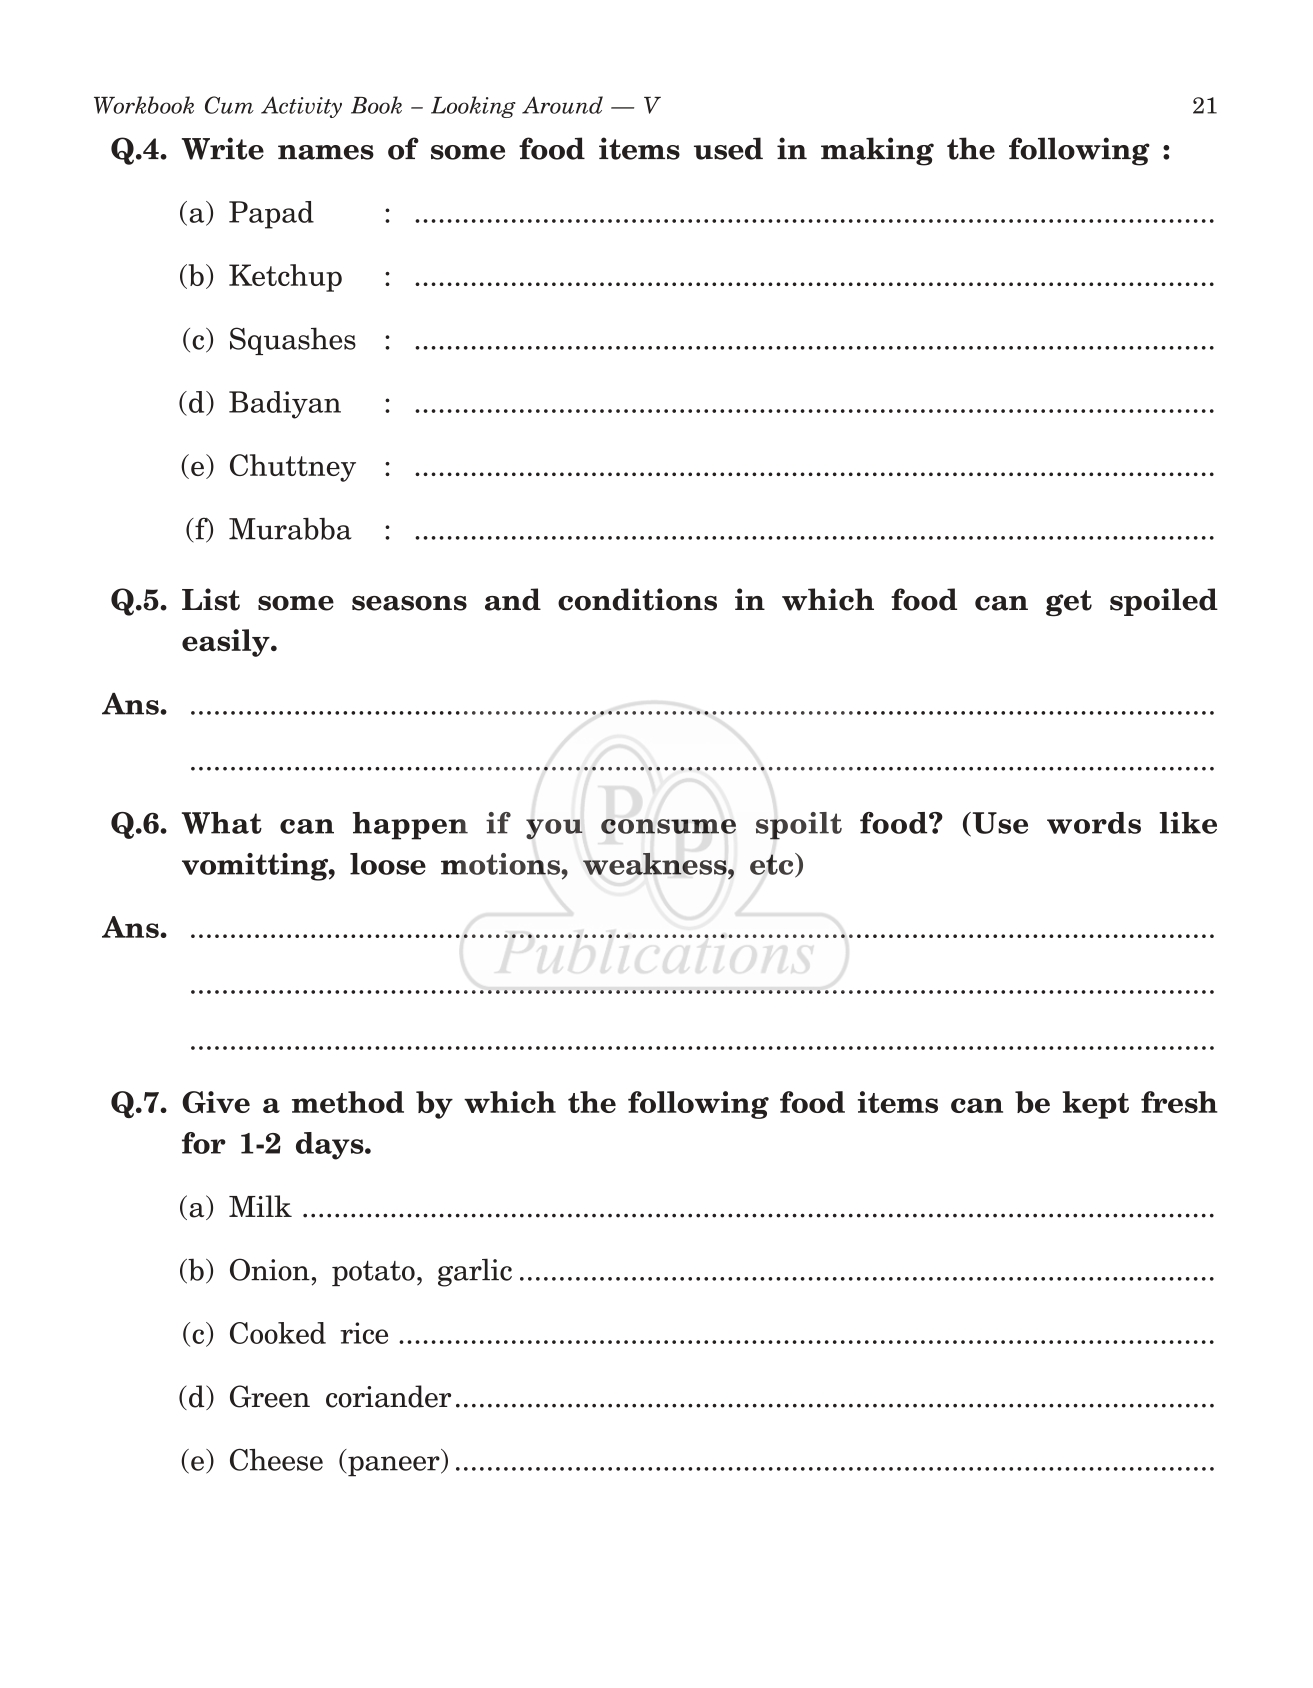 Workbook Cum Activity Book – Looking Around — V 21
Q.4. Write names of some food items used in making the following :
(a) Papad : ....................................................................................................
(b) Ketchup : ....................................................................................................
(c) Squashes : ....................................................................................................
(d) Badiyan : ....................................................................................................
(e) Chuttney : ....................................................................................................
(f) Murabba : ....................................................................................................
Q.5. List some seasons and conditions in which food can get spoiled
easily.
Ans. ................................................................................................................................
................................................................................................................................
Q.6. What can happen if you consume spoilt food? (Use words like
vomitting, loose motions, weakness, etc)
Ans. ................................................................................................................................
................................................................................................................................
................................................................................................................................
Q.7. Give a method by which the following food items can be kept fresh
for 1-2 days.
(a) Milk ..................................................................................................................
(b) Onion, potato, garlic .......................................................................................
(c) Cooked rice ......................................................................................................
(d) Green coriander...............................................................................................
(e) Cheese (paneer)...............................................................................................
PP
Publications